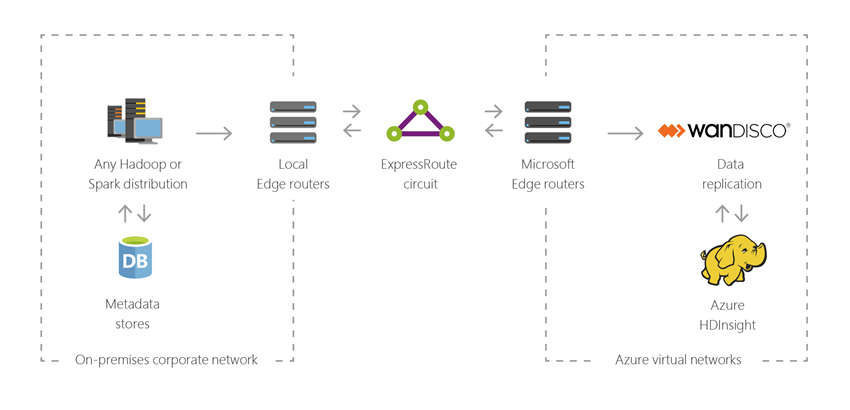 WANDISCO®
Any Hadoop or
Spark distribution
Local
Edge routers
ExpressRoute
circuit
Microsoft
Edge routers
Data
replication
DB
Metadata
stores
Azure
HDInsight
On-premises corporate network
Azure virtual networks